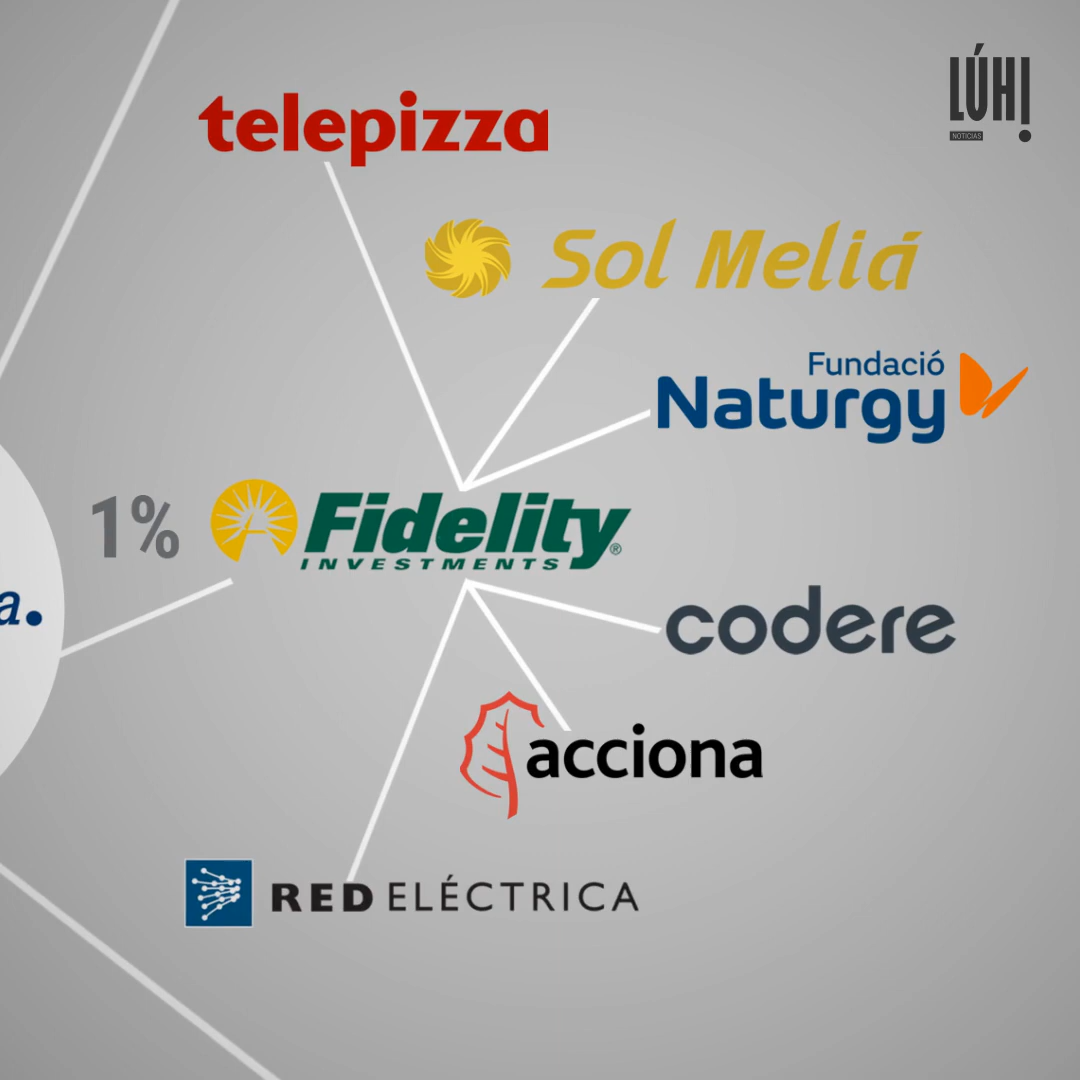 LÚH!
NOTICIAS
telepizza
Sol Meliá
Fundació
Naturgy
1%
Fidelity®
INVESTMENTS
a.
codere
acciona
RED ELÉCTRICA